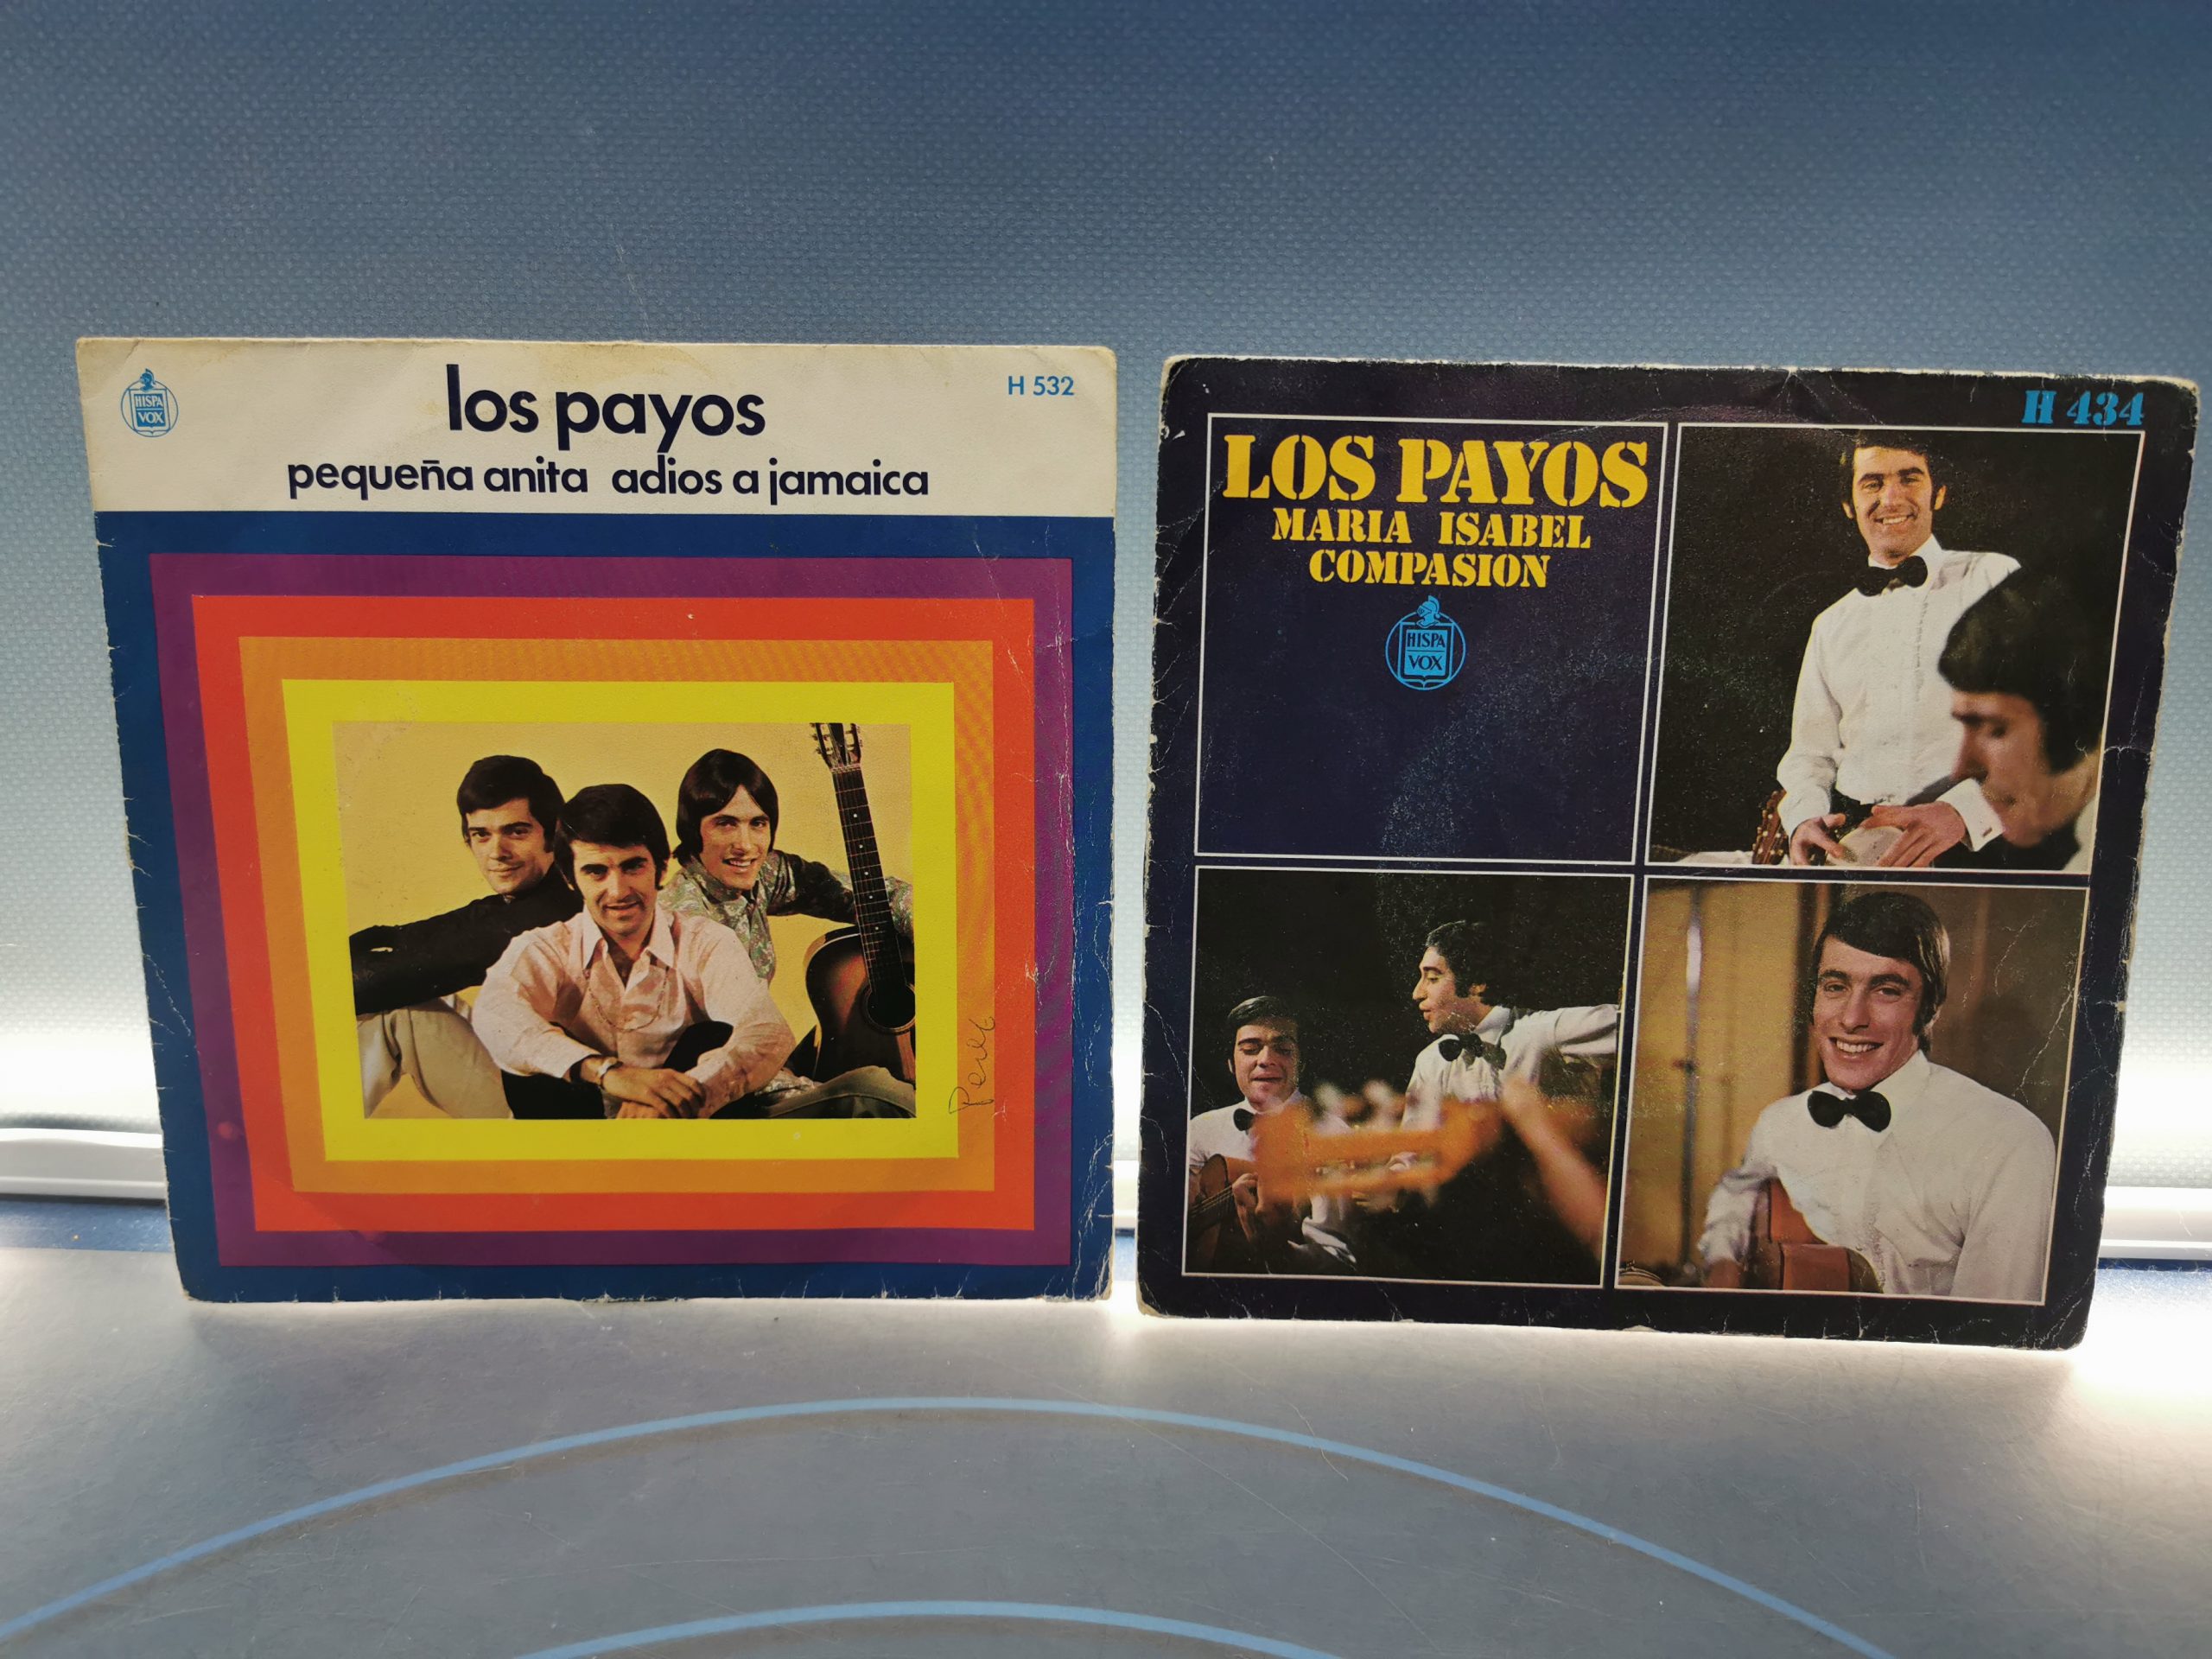 HISPA
VOX
los payos
H 532
pequeña anita adios a jamaica
H 434
LOS PAYOS
MARIA ISABEL
COMPASION
HISPA
VOX